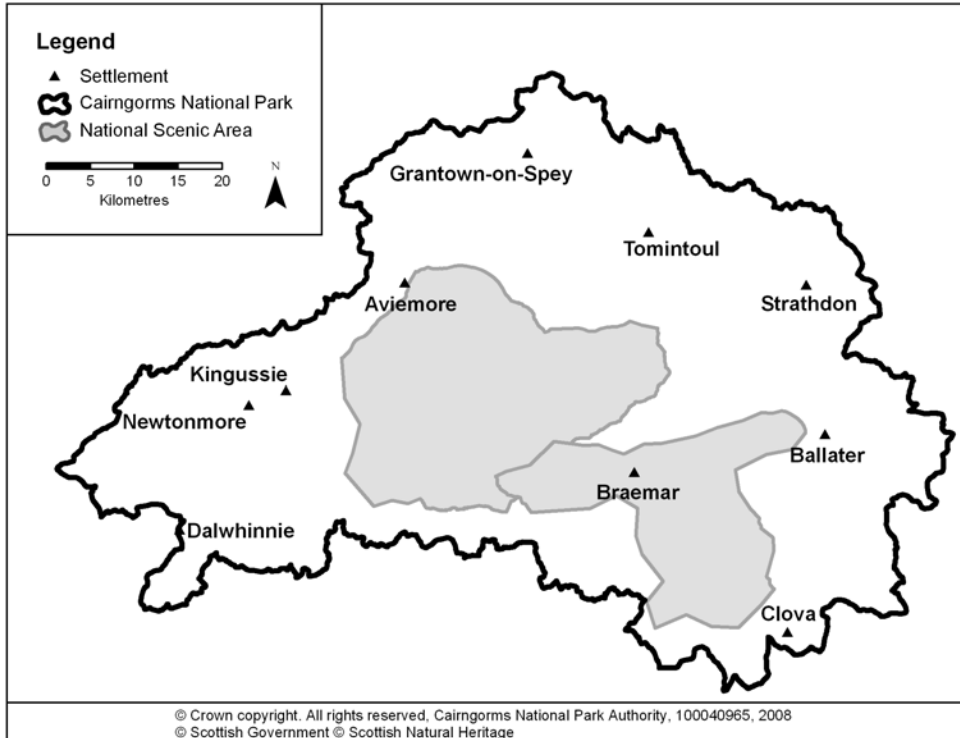 Legend
Settlement
Cairngorms National Park
National Scenic Area
0 5 10 15 20
Kilometres
N
Grantown-on-Spey
Tomintoul
Strathdon
Aviemore
Kingussie
Newtonmore
Ballater
Braemar
Dalwhinnie
Clova
© Crown copyright. All rights reserved, Cairngorms National Park Authority, 100040965, 2008
© Scottish Government © Scottish Natural Heritage